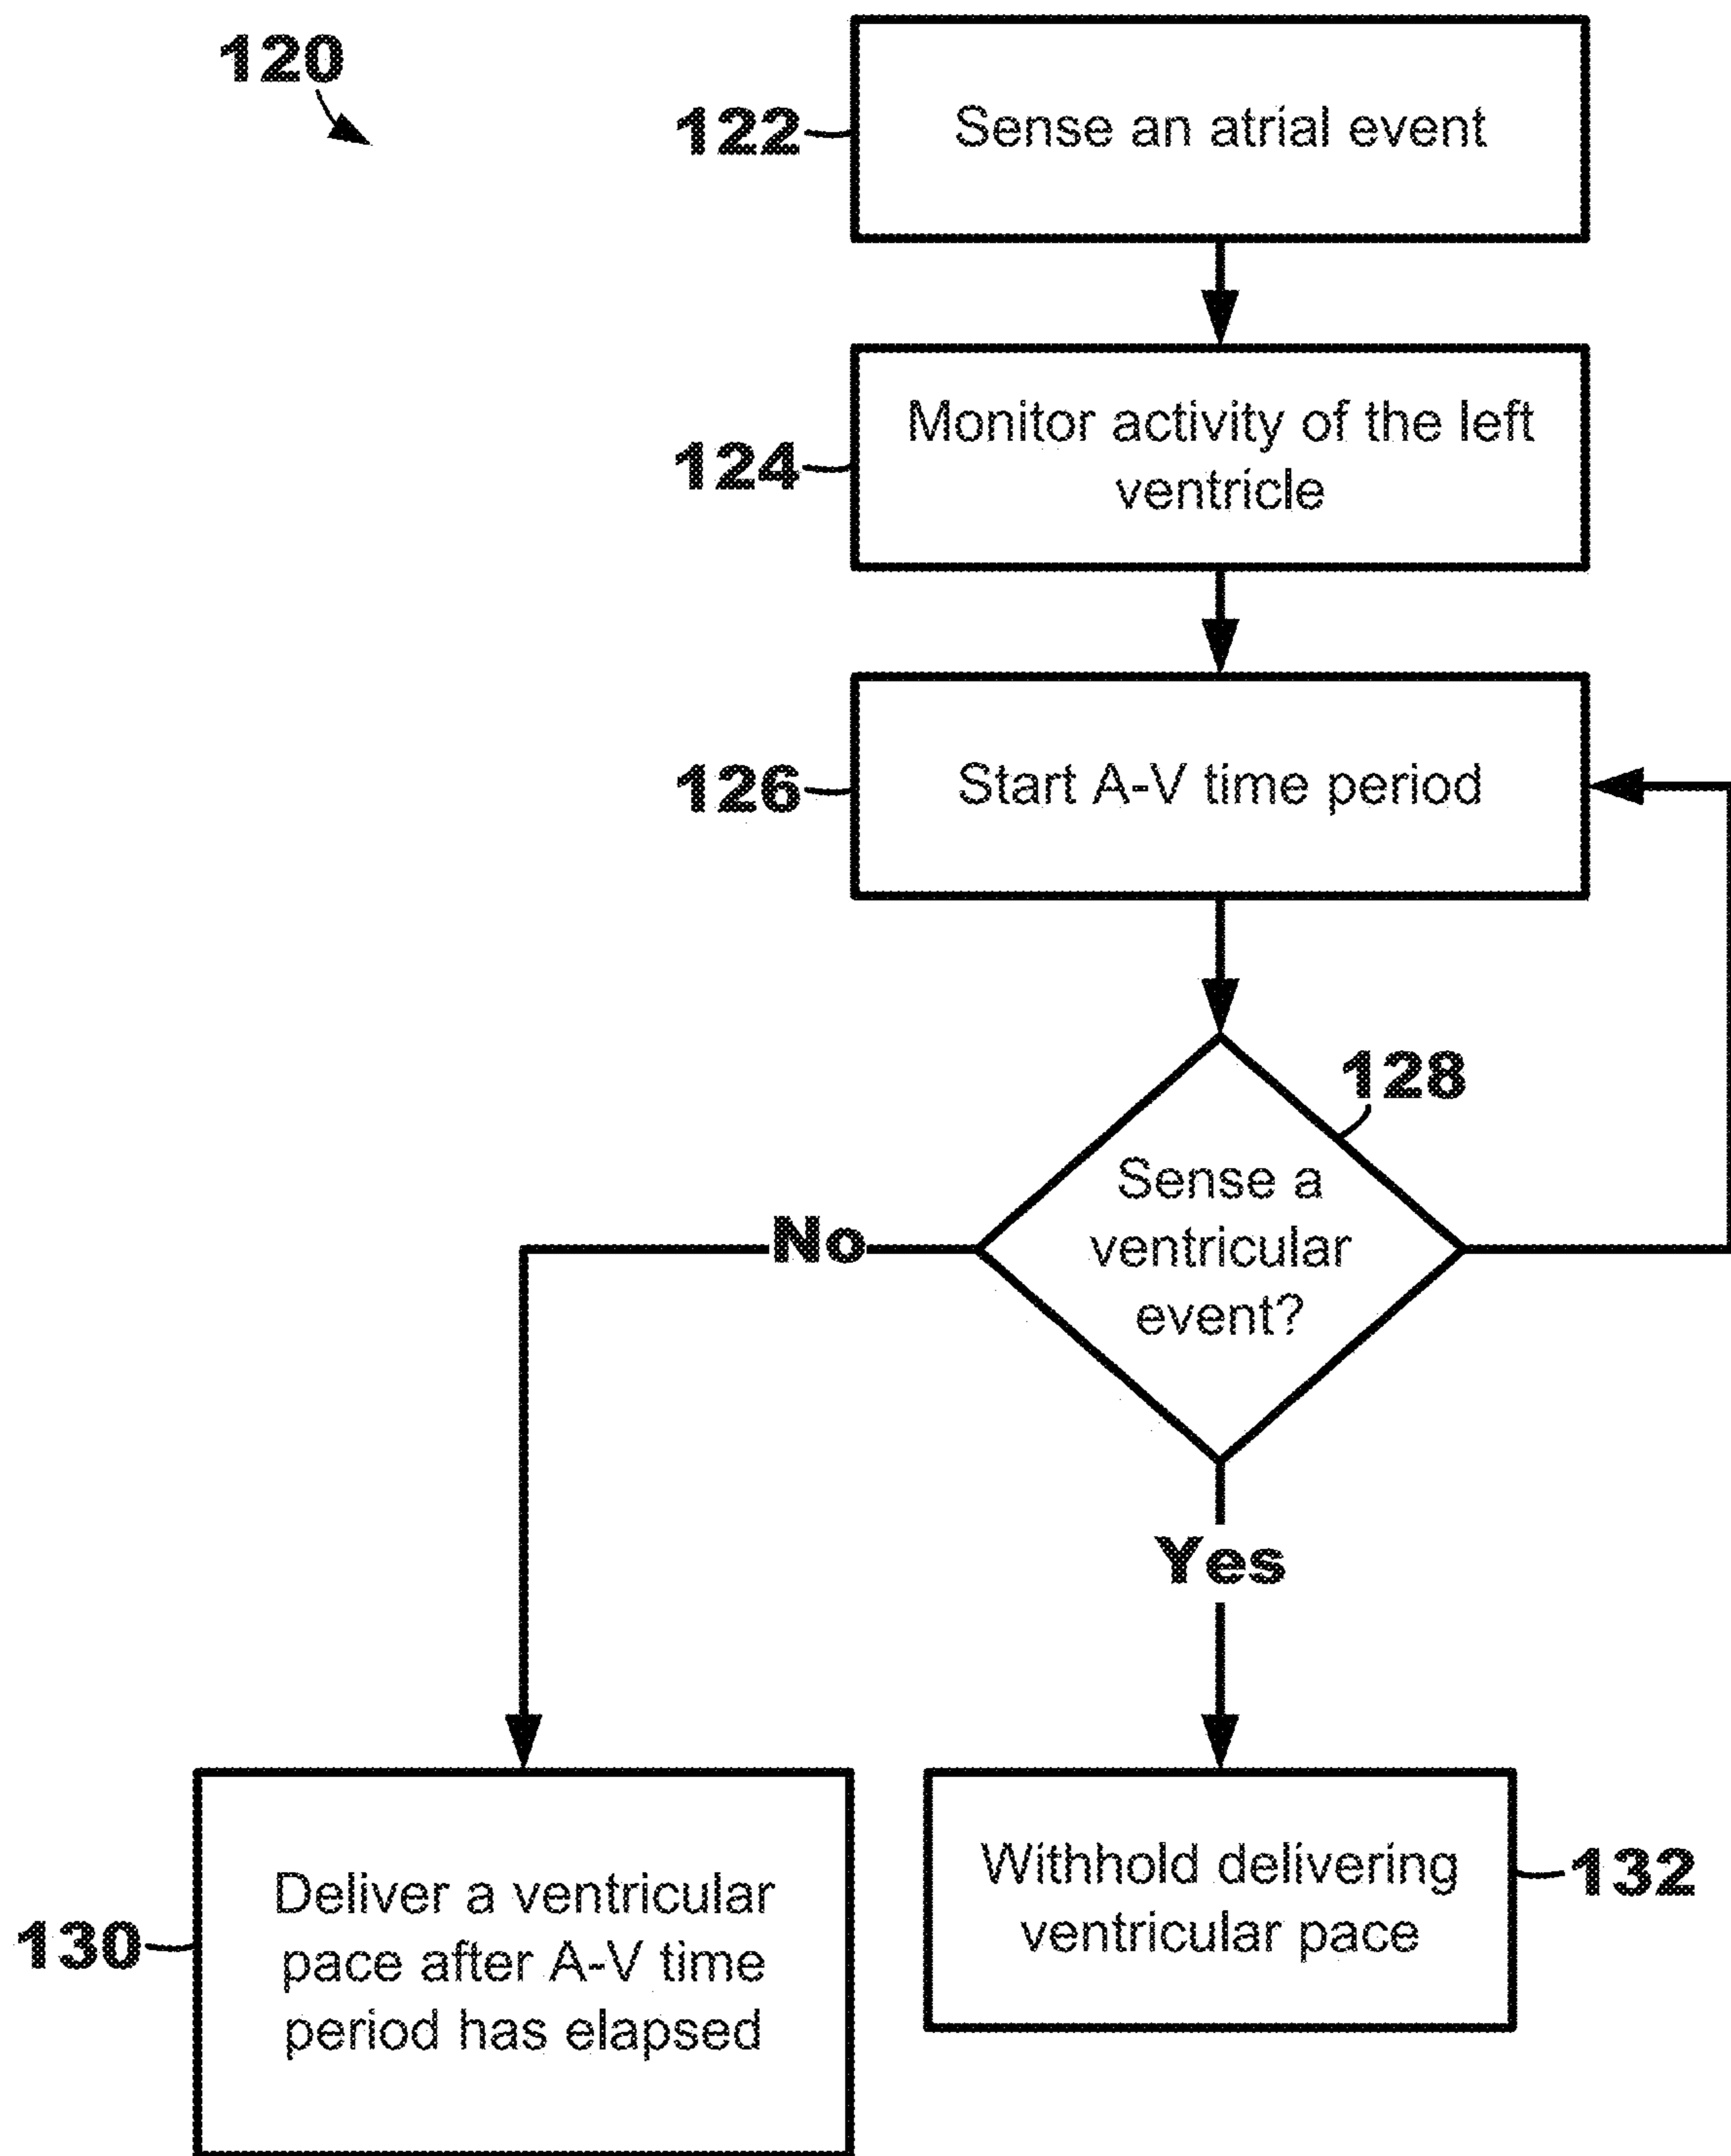 120
122
Sense an atrial event
124
Monitor activity of the left
ventricle
126
Start A-V time period
128
Sense a
ventricular
event?
No
Yes
130
Deliver a ventricular
pace after A-V time
period has elapsed
Withhold delivering
ventricular pace
132